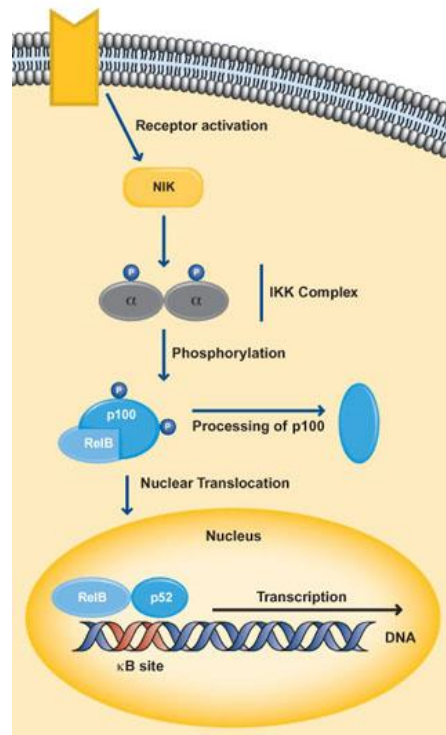 Receptor activation
NIK
P
P
α
α
IKK Complex
Phosphorylation
P
p100
P
RelB
Processing of p100
Nuclear Translocation
Nucleus
RelB
p52
Transcription
DNA
κB site